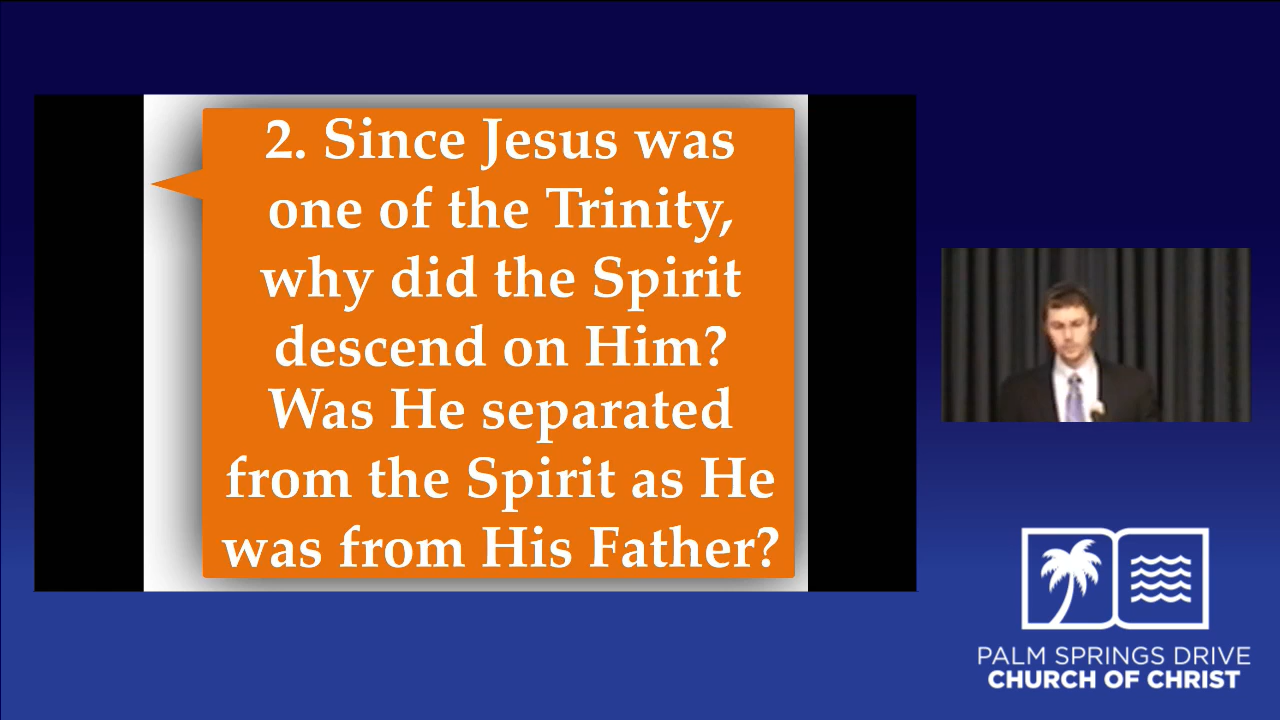 2. Since Jesus was
one of the Trinity,
why did the Spirit
descend on Him?
Was He separated
from the Spirit as He
was from His Father?
PALM SPRINGS DRIVE
CHURCH OF CHRIST